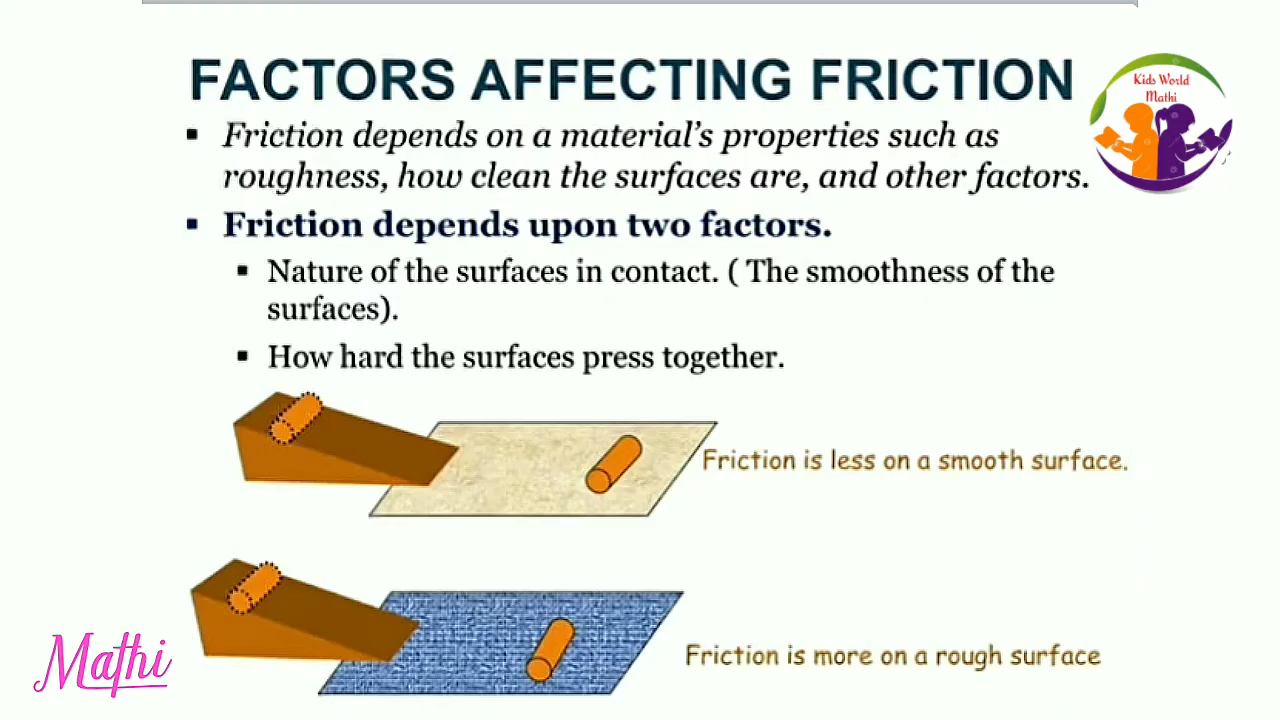 FACTORS AFFECTING FRICTION
Kids World
Mathi
▪ Friction depends on a material's properties such as
roughness, how clean the surfaces are, and other factors.
▪ Friction depends upon two factors.
▪ Nature of the surfaces in contact. ( The smoothness of the
surfaces).
▪ How hard the surfaces press together.
Friction is less on a smooth surface.
Friction is more on a rough surface
Mathi